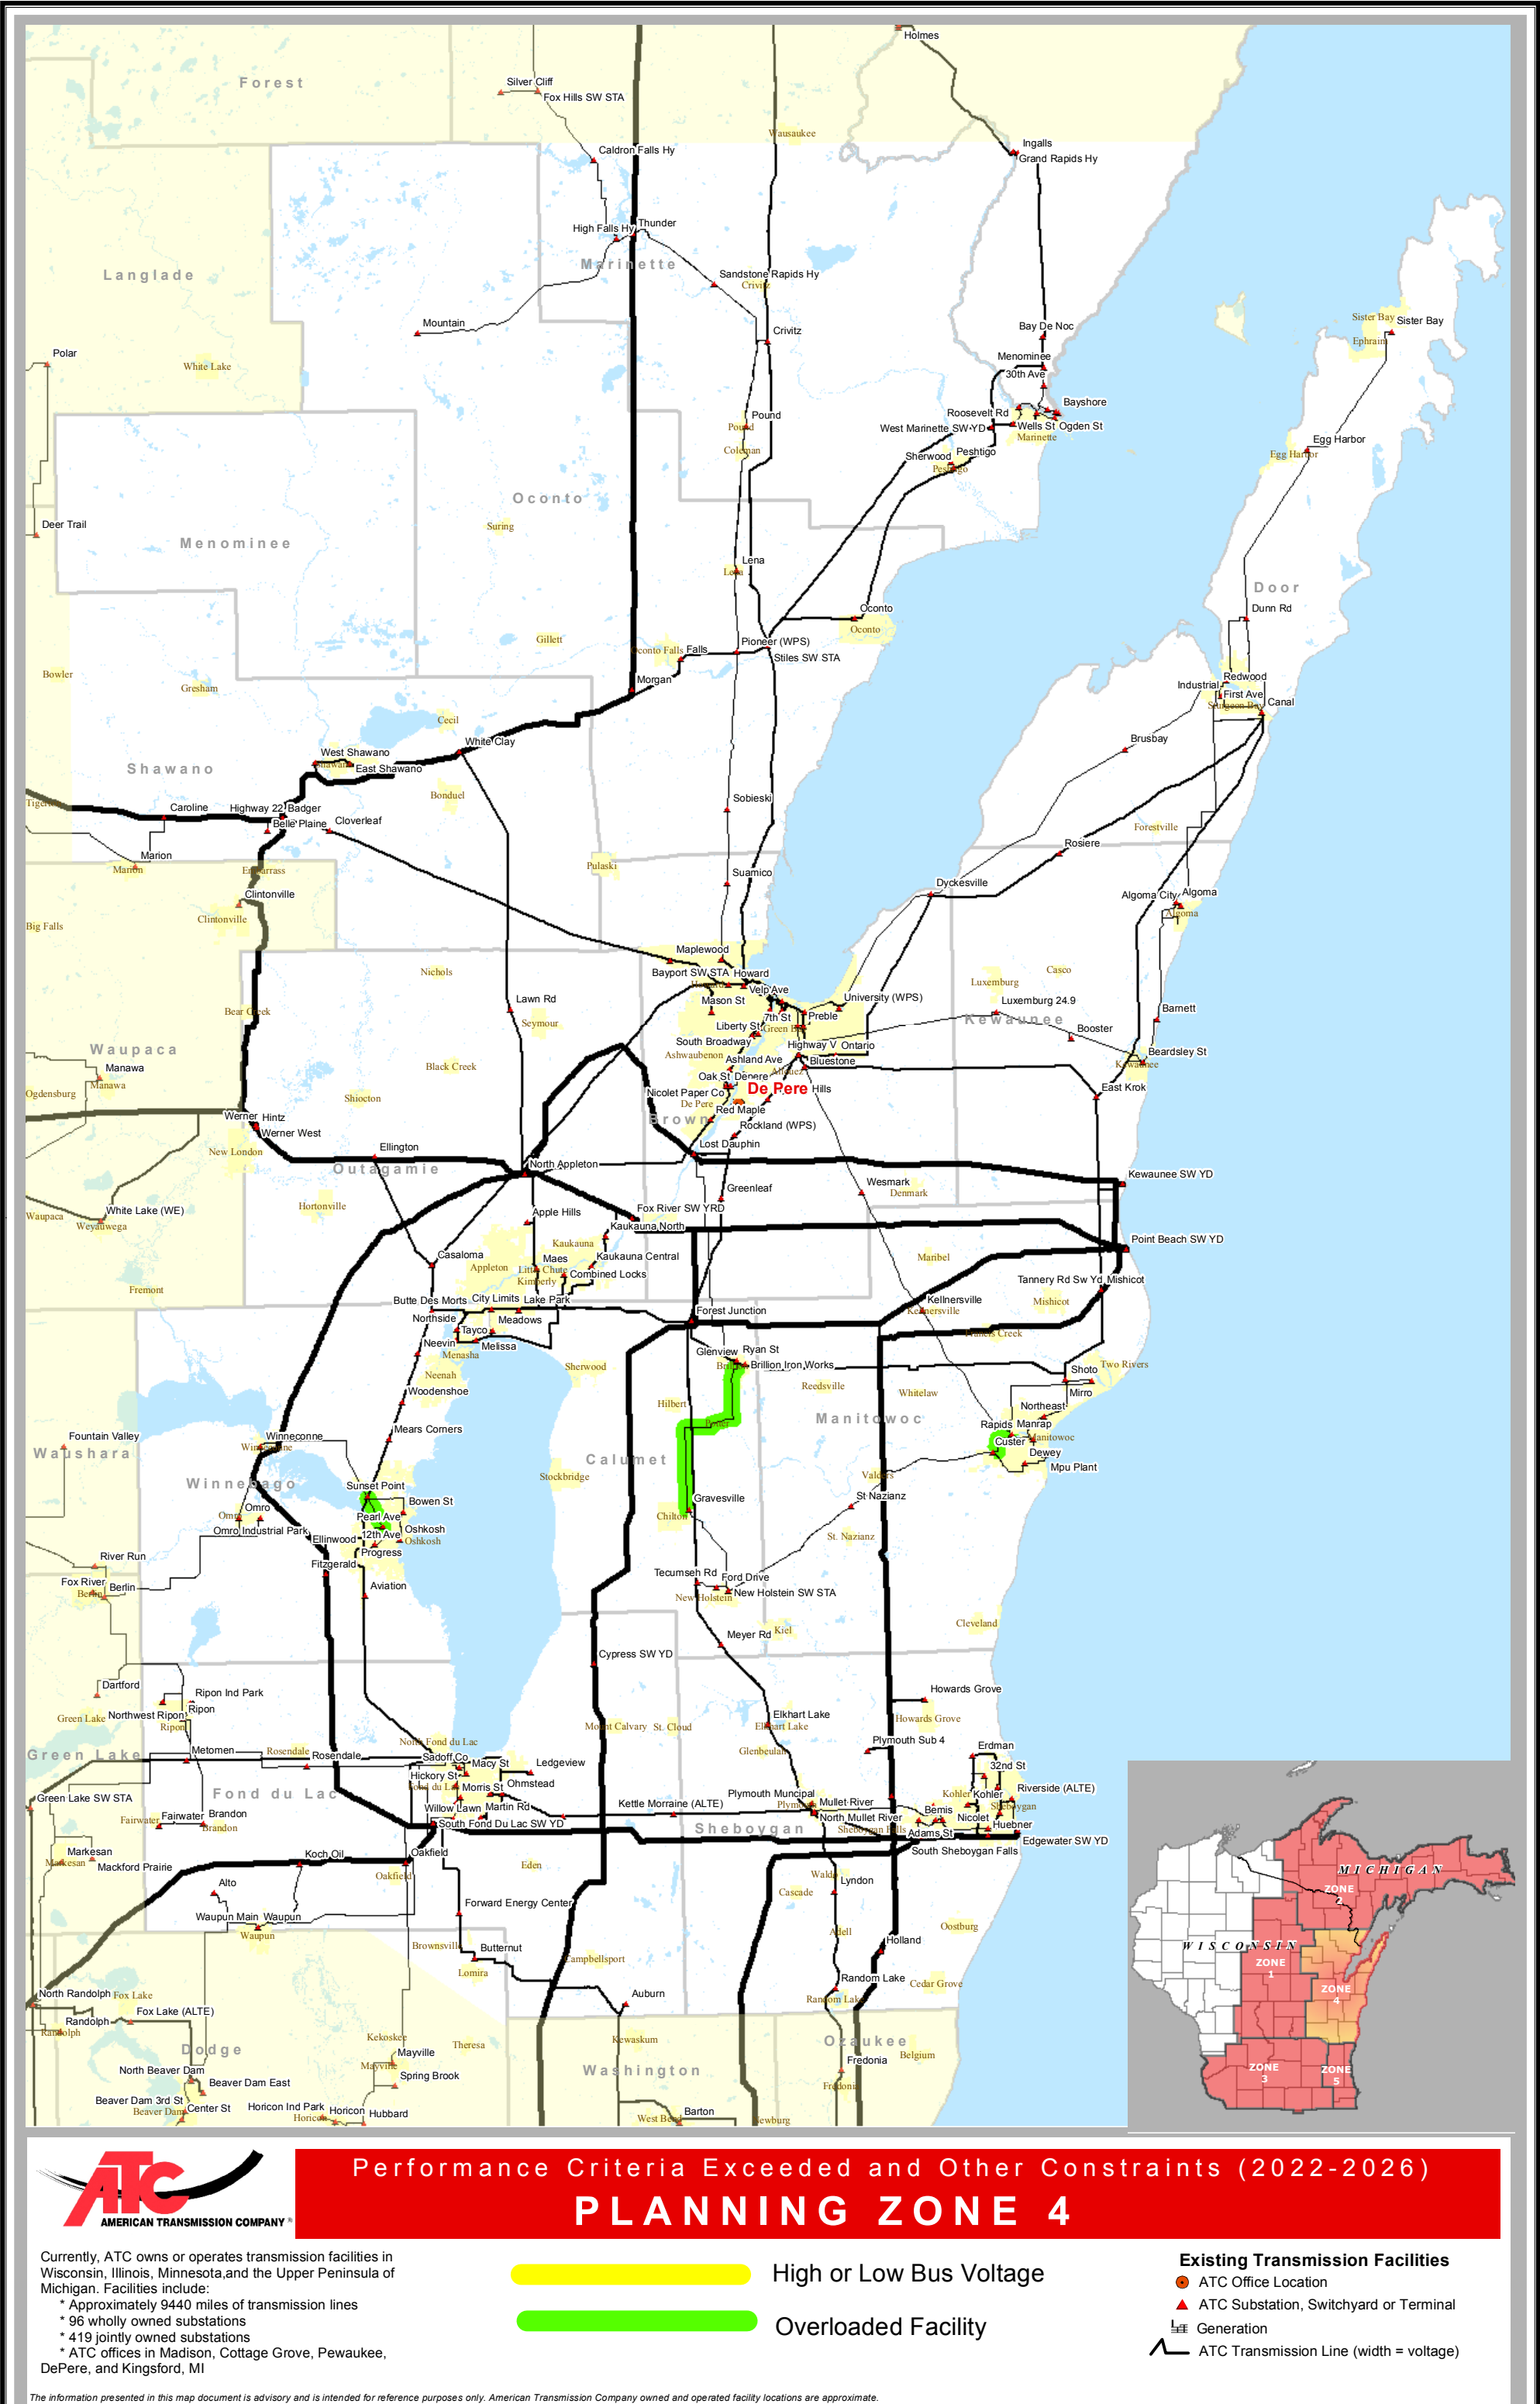 Holmes
Forest
Silver Cliff
Fox Hills SW STA
Wausaukee
Ingalls
Grand Rapids Hy
Caldron Falls Hy
Thunder
High Falls Hy
Marinette
Langlade
Sandstone Rapids Hy
Crivitz
Mountain
Crivitz
Sister Bay
Sister Bay
Ephraim
Bay De Noc
Polar
White Lake
Menominee
30th Ave
Bayshore
Roosevelt Rd
Pound
Pound
West Marinette SW YD
Wells St
Ogden St
Marinette
Coleman
Sherwood
Peshtigo
Peshtigo
Egg Harbor
Egg Harbor
Oconto
Suring
Deer Trail
Menominee
Lena
Lena
Door
Dunn Rd
Oconto
Oconto
Gillett
Pioneer (WPS)
Oconto Falls
Falls
Stiles SW STA
Bowler
Gresham
Morgan
Redwood
Industrial
First Ave
Sturgeon Bay
Canal
Cecil
White Clay
Brusbay
West Shawano
Shawano
East Shawano
Shawano
Bonduel
Tigerton
Caroline
Highway 22
Badger
Sobieski
Belle Plaine
Cloverleaf
Forestville
Rosiere
Marion
Marion
Embarrass
Pulaski
Suamico
Dyckesville
Algoma City
Algoma
Algoma
Clintonville
Clintonville
Big Falls
Maplewood
Bayport SW STA
Howard
Howard
Nichols
Casco
Luxemburg
Velp Ave
Lawn Rd
Seymour
Mason St
University (WPS)
Luxemburg 24.9
Bear Creek
7th St
Preble
Kewaunee
Barnett
Liberty St
Green Bay
Booster
South Broadway
Highway V
Ontario
Waupaca
Ashwaubenon
Ashland Ave
Bluestone
Beardsley St
Kewaunee
Manawa
Manawa
Black Creek
Allouez
Oak St
Depere
De Pere
Hills
East Krok
Ogdensburg
Shiocton
Nicolet Paper Co
De Pere
Red Maple
Werner
Hintz
Brown
Rockland (WPS)
Werner West
New London
Ellington
Outagamie
Lost Dauphin
North Appleton
Kewaunee SW YD
Greenleaf
Wesmark
Denmark
White Lake (WE)
Waupaca
Weyauwega
Hortonville
Apple Hills
Fox River SW YRD
Kaukauna North
Kaukauna
Point Beach SW YD
Casaloma
Appleton
Maes
Little Chute
Kimberly
Kaukauna Central
Combined Locks
Maribel
Fremont
Tannery Rd Sw Yd
Mishicot
Butte Des Morts
City Limits
Lake Park
Kellnersville
Kellnersville
Mishicot
Northside
Meadows
Forest Junction
Tayco
Francis Creek
Neevin
Melissa
Menasha
Neenah
Sherwood
Glenview
Ryan St
Brillion
Brillion Iron Works
Two Rivers
Shoto
Mirro
Woodenshoe
Reedsville
Whitelaw
Hilbert
Northeast
Manitowoc
Potter
Rapids
Manrap
Mears Corners
Custer
Manitowoc
Fountain Valley
Winneconne
Winneconne
Waushara
Calumet
Dewey
Mpu Plant
Stockbridge
Valders
Winnebago
Sunset Point
Bowen St
Gravesville
Chilton
St Nazianz
Omro
Omro
Pearl Ave
Omro Industrial Park
12th Ave
Oshkosh
Oshkosh
Ellinwood
Progress
St. Nazianz
River Run
Fitzgerald
Fox River
Berlin
Berlin
Aviation
Tecumseh Rd
Ford Drive
New Holstein
New Holstein SW STA
Cleveland
Meyer Rd
Kiel
Cypress SW YD
Dartford
Ripon Ind Park
Howards Grove
Green Lake
Northwest Ripon
Ripon
Ripon
Elkhart Lake
Elkhart Lake
Howards Grove
Mount Calvary
St. Cloud
North Fond du Lac
Plymouth Sub 4
Green Lake
Metomen
Rosendale
Rosendale
Glenbeulah
Erdman
Sadoff Co
Macy St
Ledgeview
32nd St
Hickory St
Fond du Lac
Morris St
Ohmstead
Fond du Lac
Kohler
Kohler
Riverside (ALTE)
Green Lake SW STA
Plymouth Muncipal
Plymouth
Mullet River
Willow Lawn
Martin Rd
Kettle Morraine (ALTE)
Bemis
Sheboygan
Fairwater
Fairwater
Brandon
Brandon
South Fond Du Lac SW YD
North Mullet River
Nicolet
Huebner
Sheboygan
Sheboygan Falls
Adams St
Edgewater SW YD
Markesan
Markesan
Mackford Prairie
Koch Oil
Oakfield
Oakfield
Eden
South Sheboygan Falls
Waldo
Lyndon
Cascade
Alto
Forward Energy Center
Waupun Main
Waupun
Waupun
Adell
Oostburg
Brownsville
Butternut
Lomira
Campbellsport
Holland
Random Lake
Random Lake
Cedar Grove
North Randolph
Fox Lake
Auburn
Fox Lake (ALTE)
Randolph
Randolph
Kekoskee
Theresa
Kewaskum
Ozaukee
Belgium
Dodge
Mayville
Mayville
Washington
Fredonia
Fredonia
North Beaver Dam
Beaver Dam East
Spring Brook
Beaver Dam 3rd St
Beaver Dam
Center St
Horicon Ind Park
Horicon
Horicon
Hubbard
West Bend
Barton
Newburg
MICHIGAN
ZONE
2
WISCONSIN
ZONE
1
ZONE
4
ZONE
3
ZONE
5
ATC
AMERICAN TRANSMISSION COMPANY ®
Performance Criteria Exceeded and Other Constraints (2022-2026)
PLANNING ZONE 4
Currently, ATC owns or operates transmission facilities in
Wisconsin, Illinois, Minnesota,and the Upper Peninsula of
Michigan. Facilities include:
* Approximately 9440 miles of transmission lines
* 96 wholly owned substations
* 419 jointly owned substations
* ATC offices in Madison, Cottage Grove, Pewaukee,
DePere, and Kingsford, MI
High or Low Bus Voltage
Overloaded Facility
Existing Transmission Facilities
ATC Office Location
ATC Substation, Switchyard or Terminal
Generation
ATC Transmission Line (width = voltage)
The information presented in this map document is advisory and is intended for reference purposes only. American Transmission Company owned and operated facility locations are approximate.